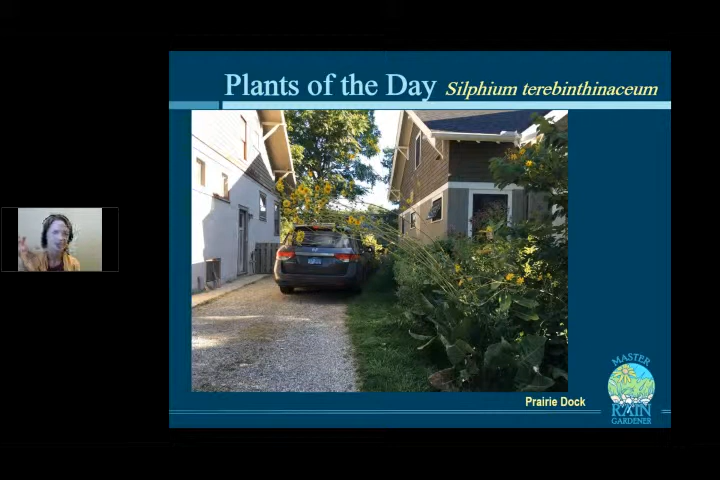 Plants of the Day Silphium terebinthinaceum
Prairie Dock
MASTER
RAIN
GARDENER